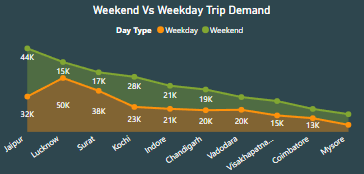 Weekend Vs Weekday Trip Demand
Day Type Weekday Weekend
44K
15K
17K
28K
21K
19K
32K
50K
38K
23K
21K
20K
20K
15K
13K
Jaipur
Lucknow
Surat
Kochi
Indore
Chandigarh
Vadodara
Visakhapatna...
Coimbatore
Mysore